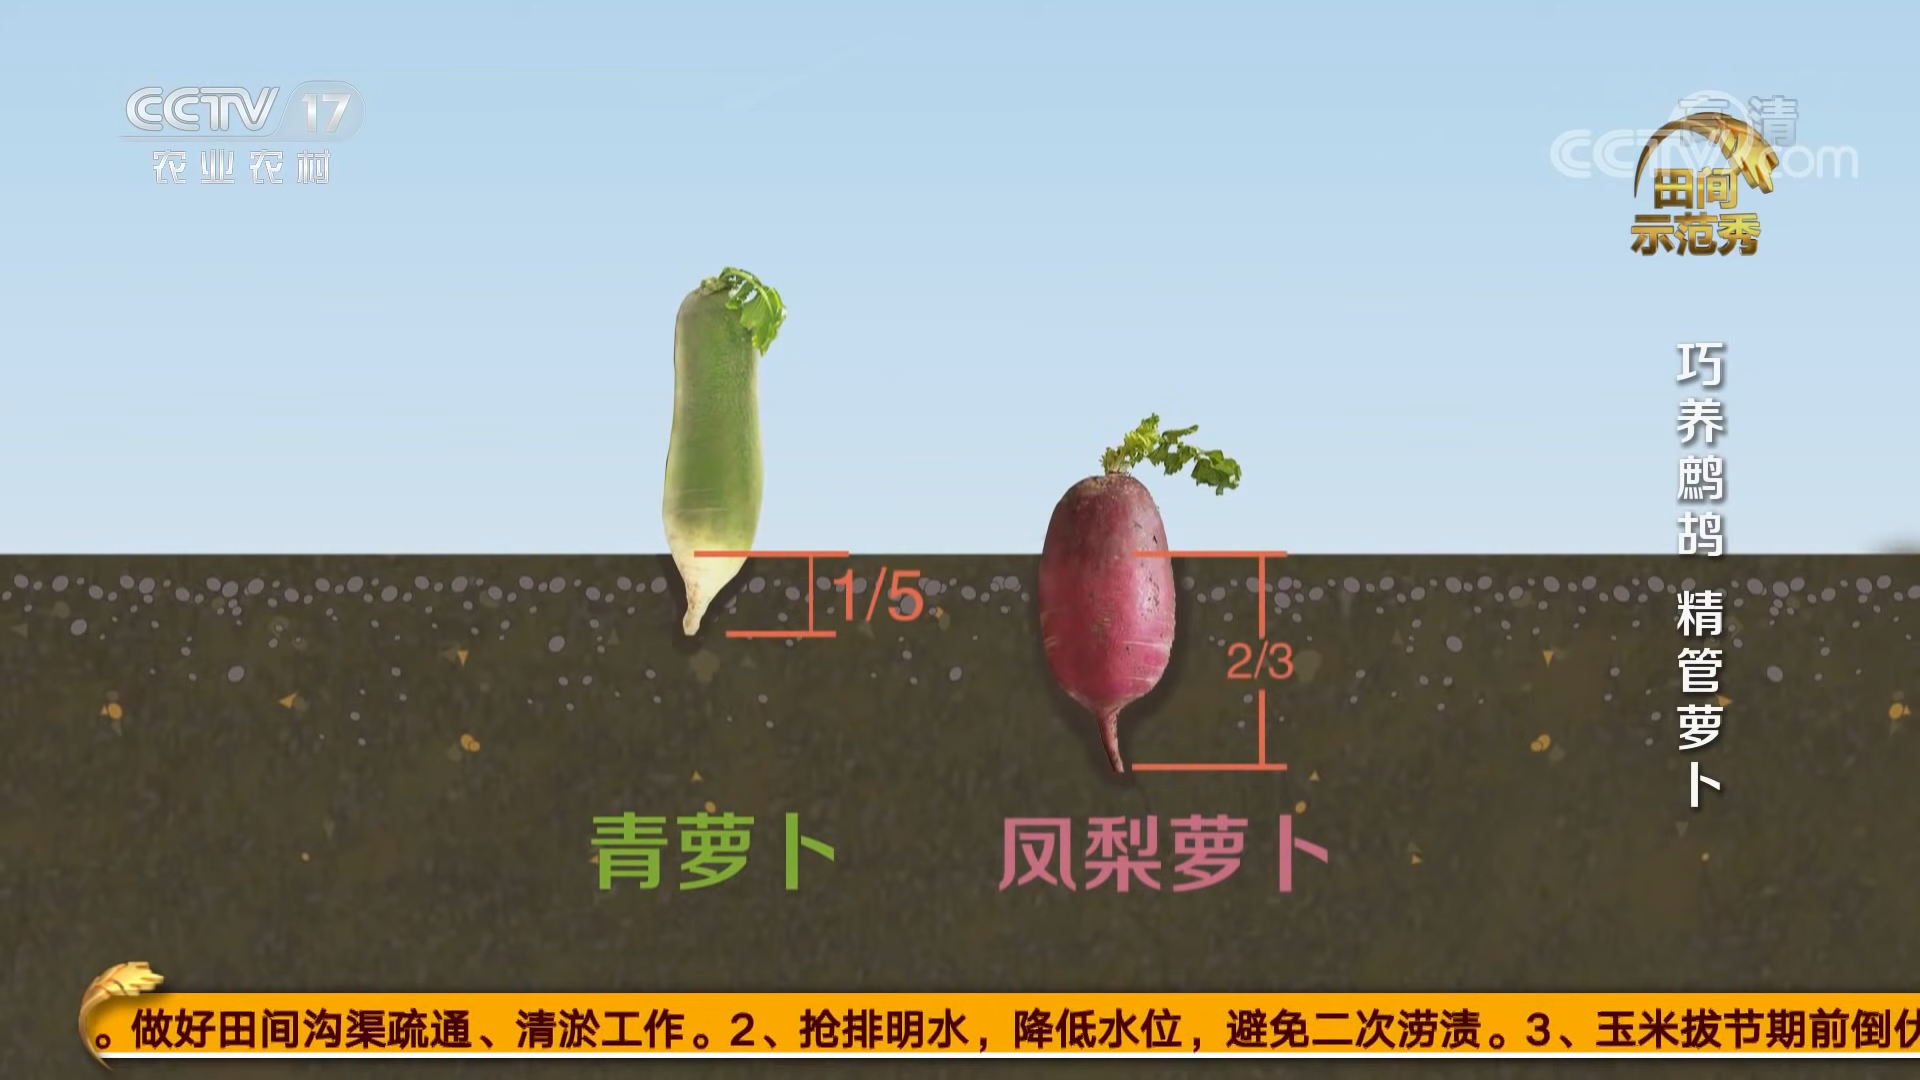 CCTV 17
农业农村
高清
CCTV.com
田间
示范秀
巧养鹧鸪 精管萝卜
1/5
2/3
青萝卜
凤梨萝卜
。做好田间沟渠疏通、清淤工作。2、抢排明水，降低水位，避免二次涝渍。3、玉米拔节期前倒伏